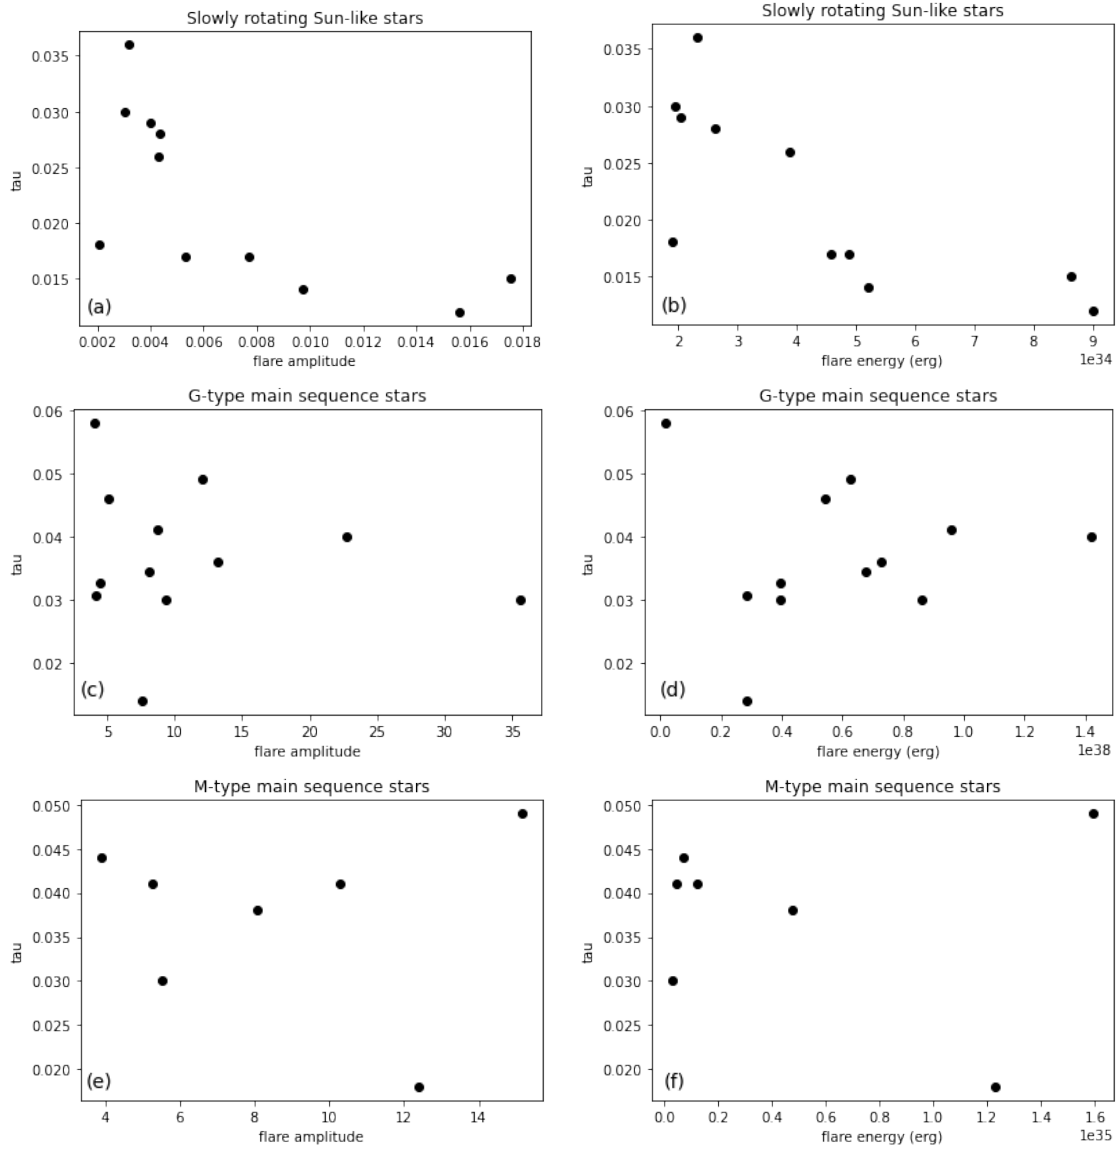 Slowly rotating Sun-like stars
0.035
0.030
0.025
0.020
0.015
tau
(a)
0.002 0.004 0.006 0.008 0.010 0.012 0.014 0.016 0.018
flare amplitude
Slowly rotating Sun-like stars
0.035
0.030
0.025
0.020
0.015
tau
(b)
2 3 4 5 6 7 8 9
1e34
flare energy (erg)
G-type main sequence stars
0.06
0.05
0.04
0.03
0.02
tau
(c)
5 10 15 20 25 30 35
flare amplitude
G-type main sequence stars
0.06
0.05
0.04
0.03
0.02
tau
(d)
0.0 0.2 0.4 0.6 0.8 1.0 1.2 1.4
1e38
flare energy (erg)
M-type main sequence stars
0.050
0.045
0.040
0.035
0.030
0.025
0.020
tau
(e)
4 6 8 10 12 14
flare amplitude
M-type main sequence stars
0.050
0.045
0.040
0.035
0.030
0.025
0.020
tau
(f)
0.0 0.2 0.4 0.6 0.8 1.0 1.2 1.4 1.6
1e35
flare energy (erg)